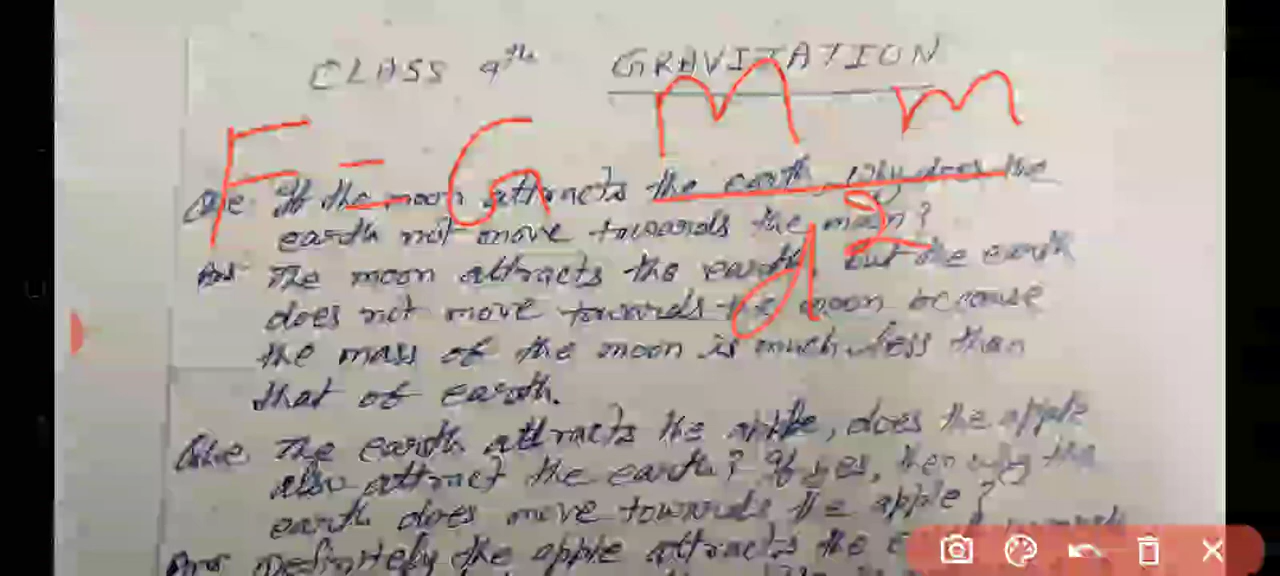 CLASS 9th GRAVITATION
F = G M m
d2
Que. If the moon attracts the earth, why does the
earth not move towards the moon?
Ans The moon attracts the earth, but the earth
does not move towards the moon because
the mass of the moon is much less than
that of earth.
Que. The earth attracts the apple, does the apple
also attract the earth? If yes, then why the
earth does move towards the apple?
Ans Definitely the apple attracts the